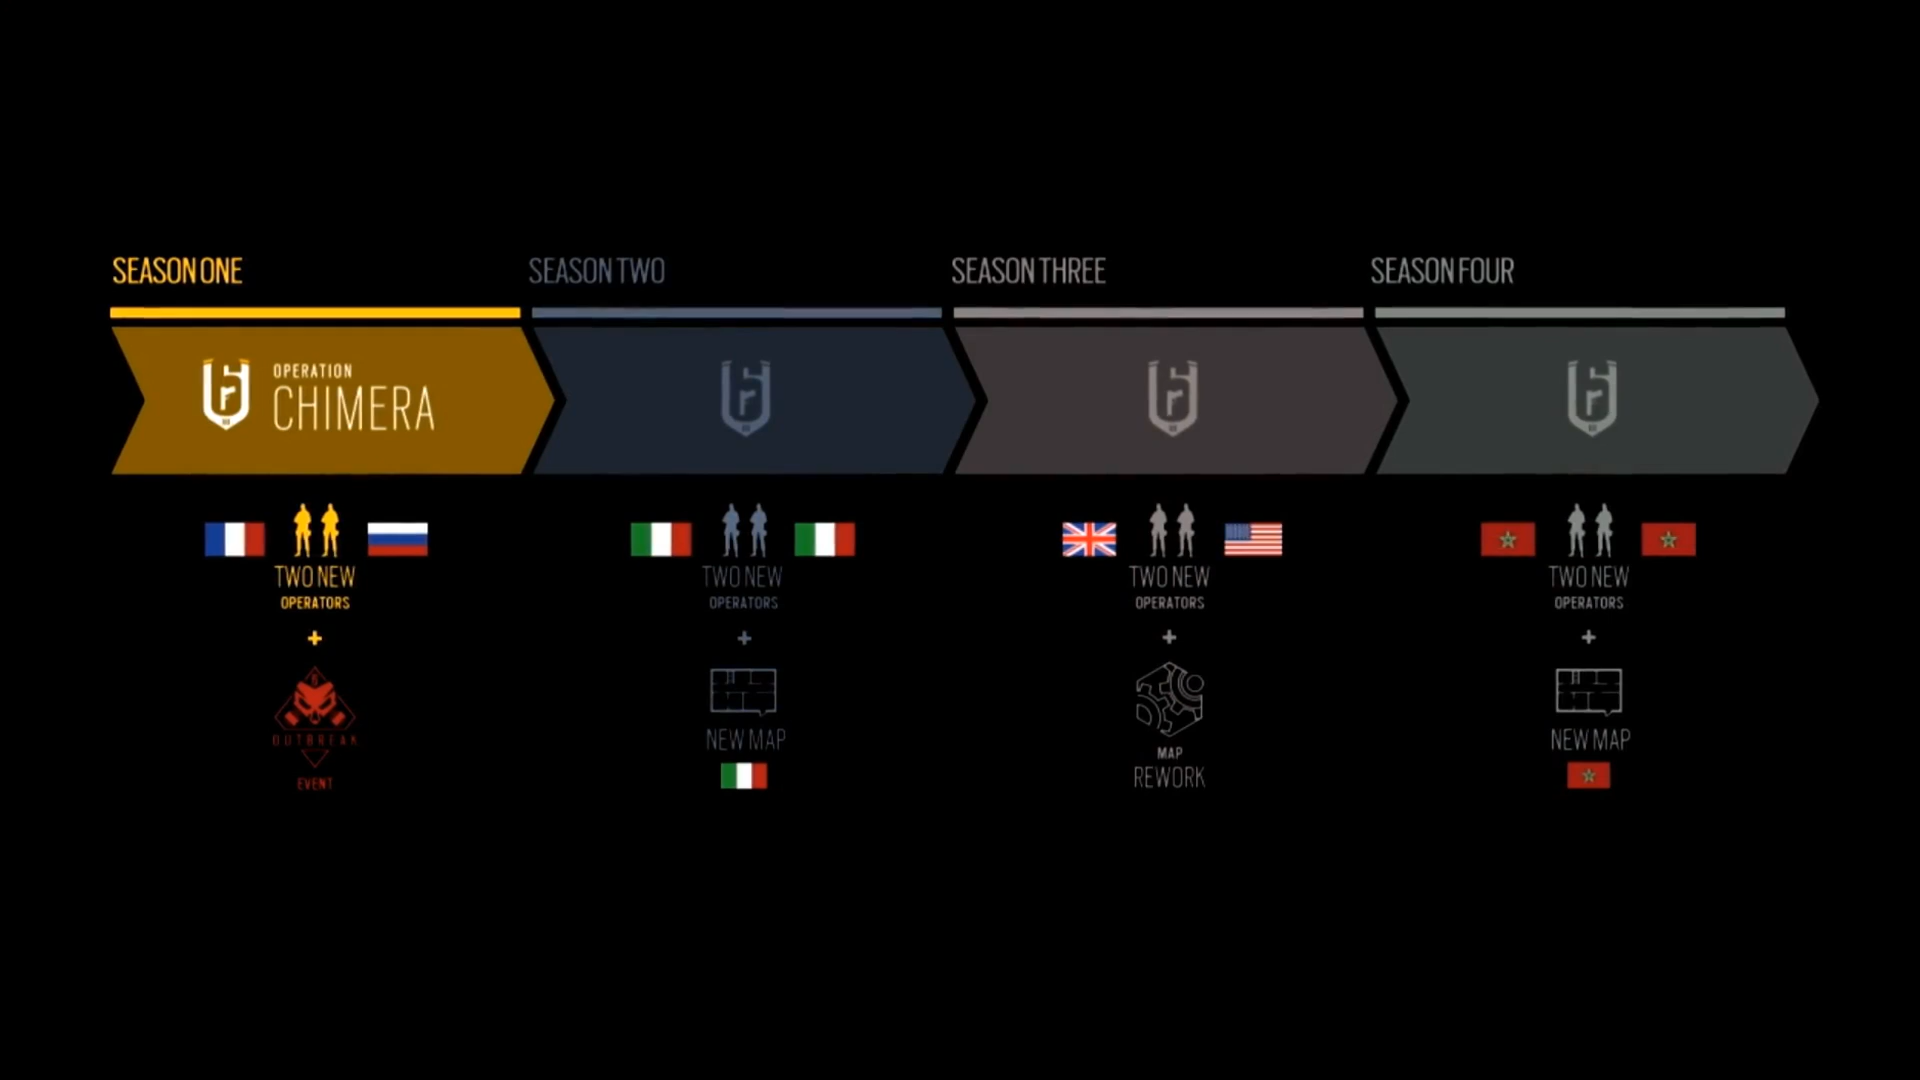 SEASON ONE
SEASON TWO
SEASON THREE
SEASON FOUR
OPERATION
CHIMERA
TWO NEW
OPERATORS
+
OUTBREAK
EVENT
TWO NEW
OPERATORS
+
NEW MAP
TWO NEW
OPERATORS
+
MAP
REWORK
TWO NEW
OPERATORS
+
NEW MAP